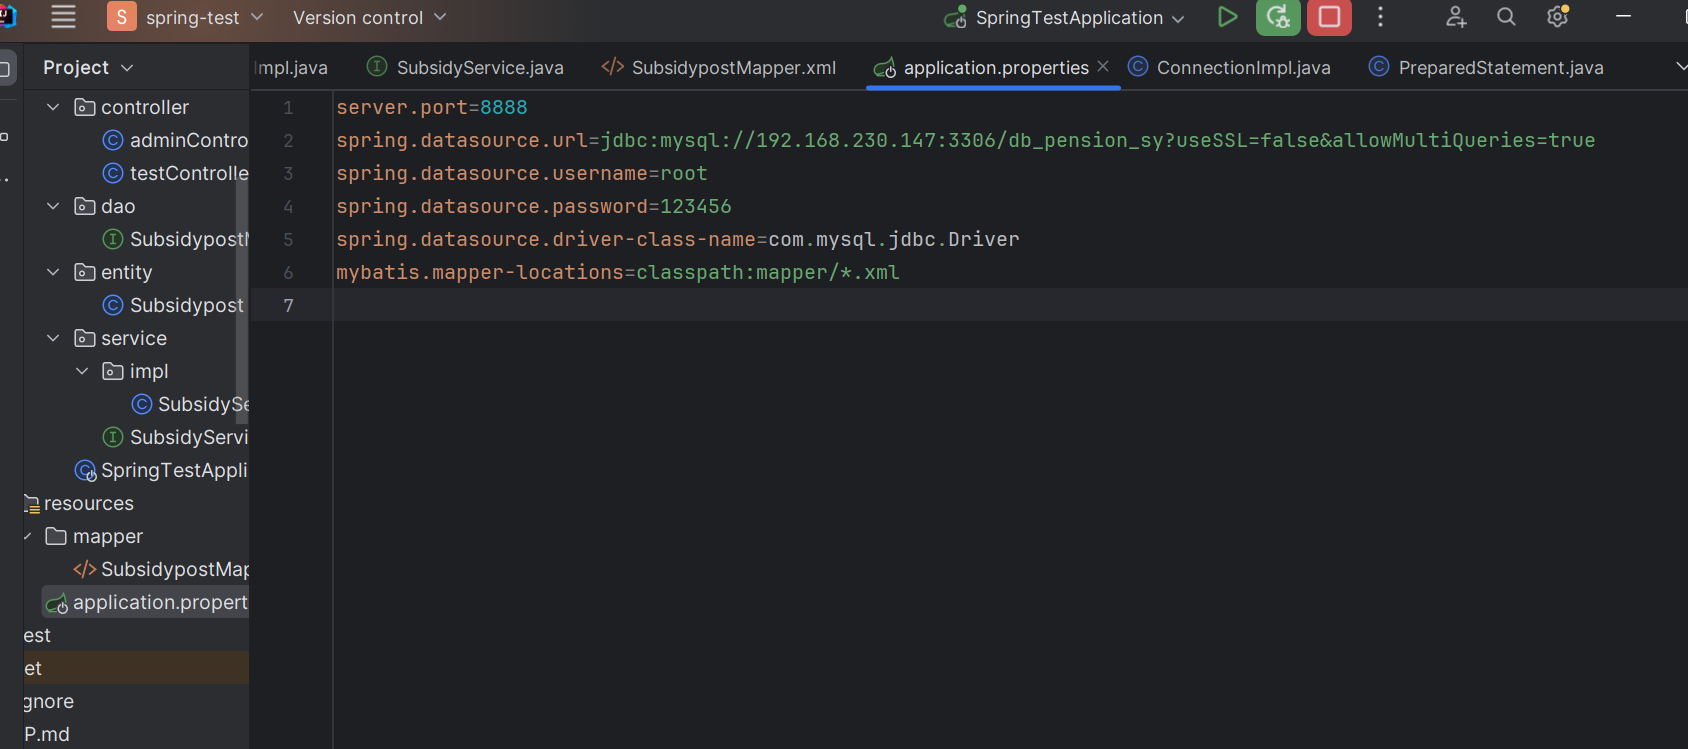 S spring-test Version control SpringTestApplication
Project
Impl.java SubsidyService.java SubsidypostMapper.xml application.properties ConnectionImpl.java PreparedStatement.java
controller
adminContro
testControlle
dao
Subsidypost
entity
Subsidypost
service
impl
SubsidySe
SubsidyServi
SpringTestAppli
resources
mapper
SubsidypostMap
application.propert
est
et
gnore
P.md
1 server.port=8888
2 spring.datasource.url=jdbc:mysql://192.168.230.147:3306/db_pension_sy?useSSL=false&allowMultiQueries=true
3 spring.datasource.username=root
4 spring.datasource.password=123456
5 spring.datasource.driver-class-name=com.mysql.jdbc.Driver
6 mybatis.mapper-locations=classpath:mapper/*.xml
7